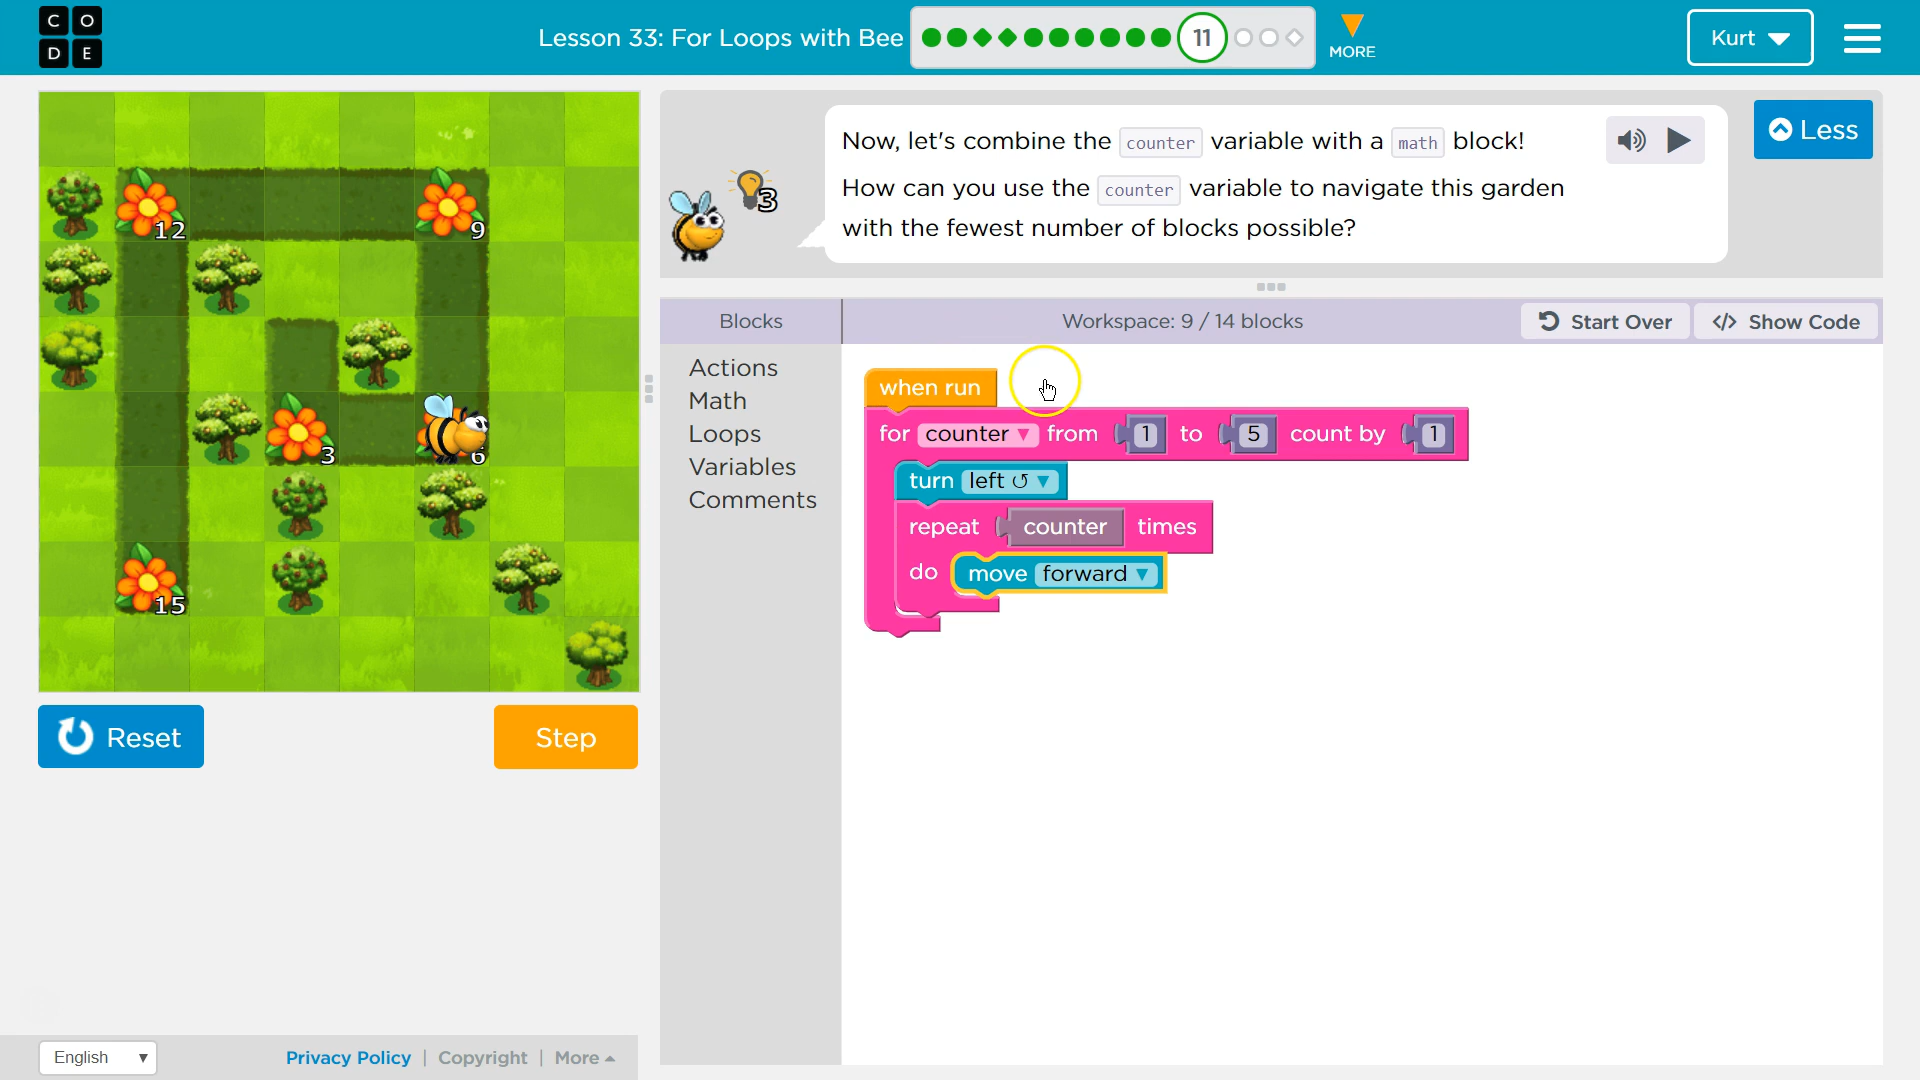 C O
D E
Lesson 33: For Loops with Bee
11
MORE
Kurt
12
9
3
6
15
3
Now, let's combine the counter variable with a math block!
How can you use the counter variable to navigate this garden
with the fewest number of blocks possible?
Less
Blocks
Workspace: 9 / 14 blocks
Start Over
</> Show Code
Actions
Math
Loops
Variables
Comments
when run
for counter from 1 to 5 count by 1
turn left
repeat counter times
do move forward
Reset
Step
English
Privacy Policy | Copyright | More